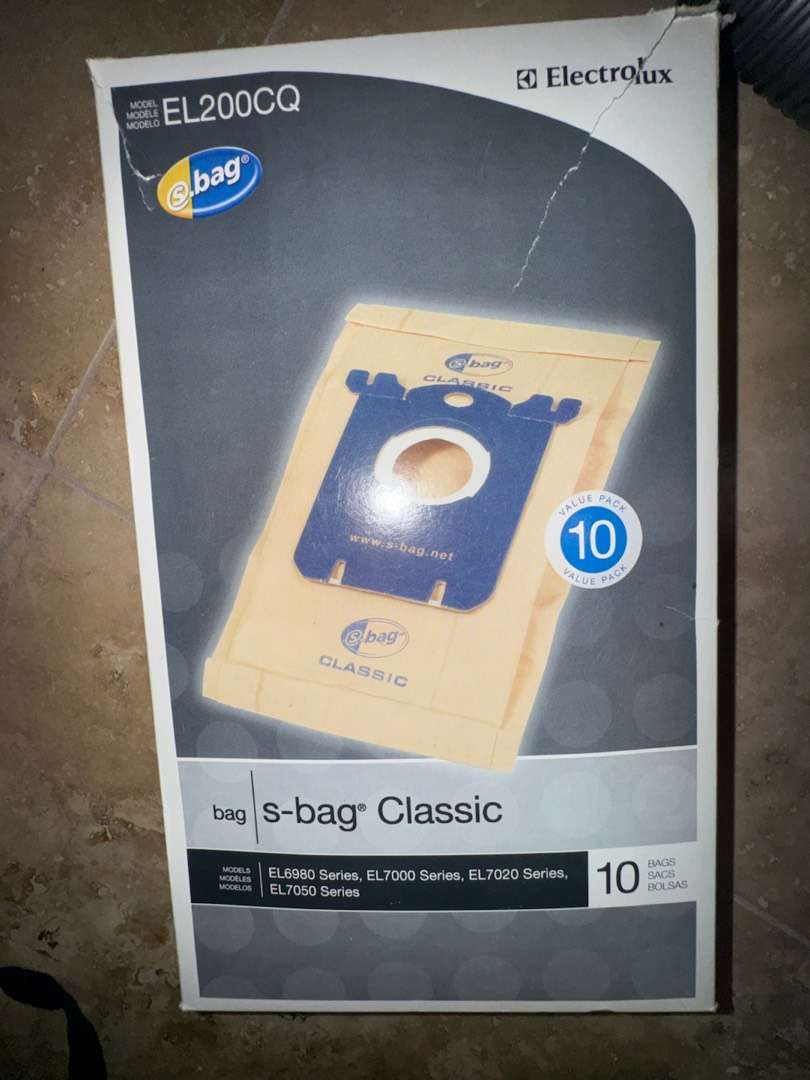 MODEL
MODÈLE
MODELO
EL200CQ
Electrolux
s-bag®
s-bag®
CLASSIC
www.s-bag.net
VALUE PACK
10
VALUE PACK
s-bag®
CLASSIC
bag
s-bag® Classic
MODELS
MODÈLES
MODELOS
EL6980 Series, EL7000 Series, EL7020 Series,
EL7050 Series
10
BAGS
SACS
BOLSAS